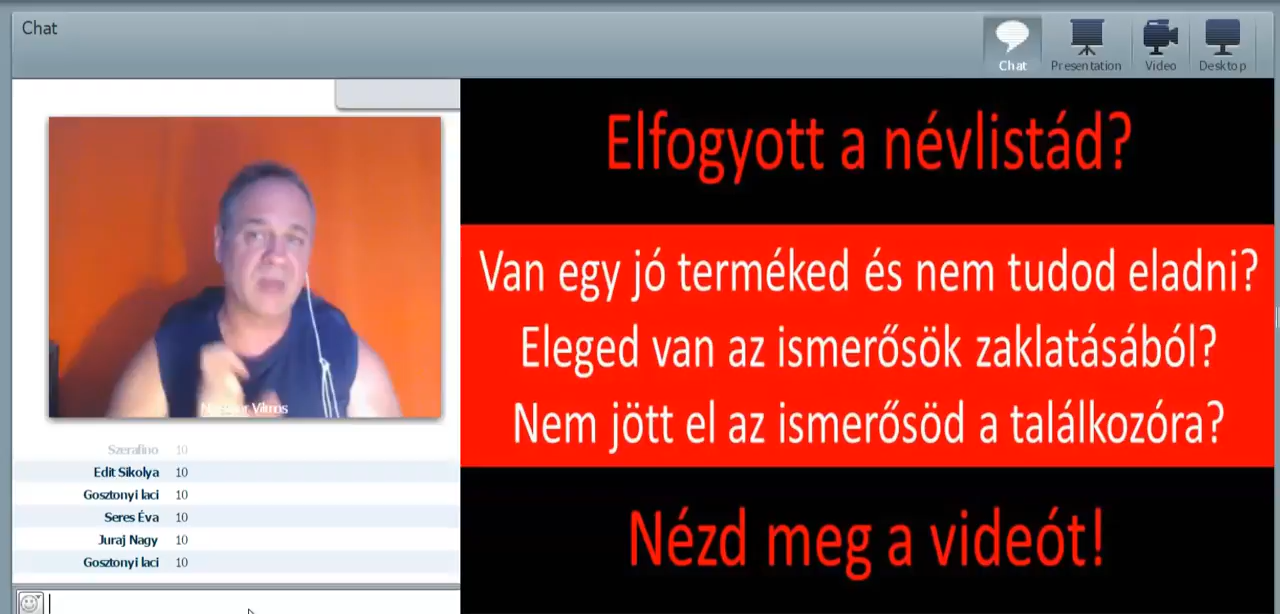 Chat
Chat
Presentation
Video
Desktop
Elfogyott a névlistád?
Van egy jó terméked és nem tudod eladni?
Eleged van az ismerősök zaklatásából?
Nem jött el az ismerősöd a találkozóra?
Nézd meg a videót!
Vilmos
Szerafino 10
Edit Sikolya 10
Gosztonyi laci 10
Seres Éva 10
Juraj Nagy 10
Gosztonyi laci 10